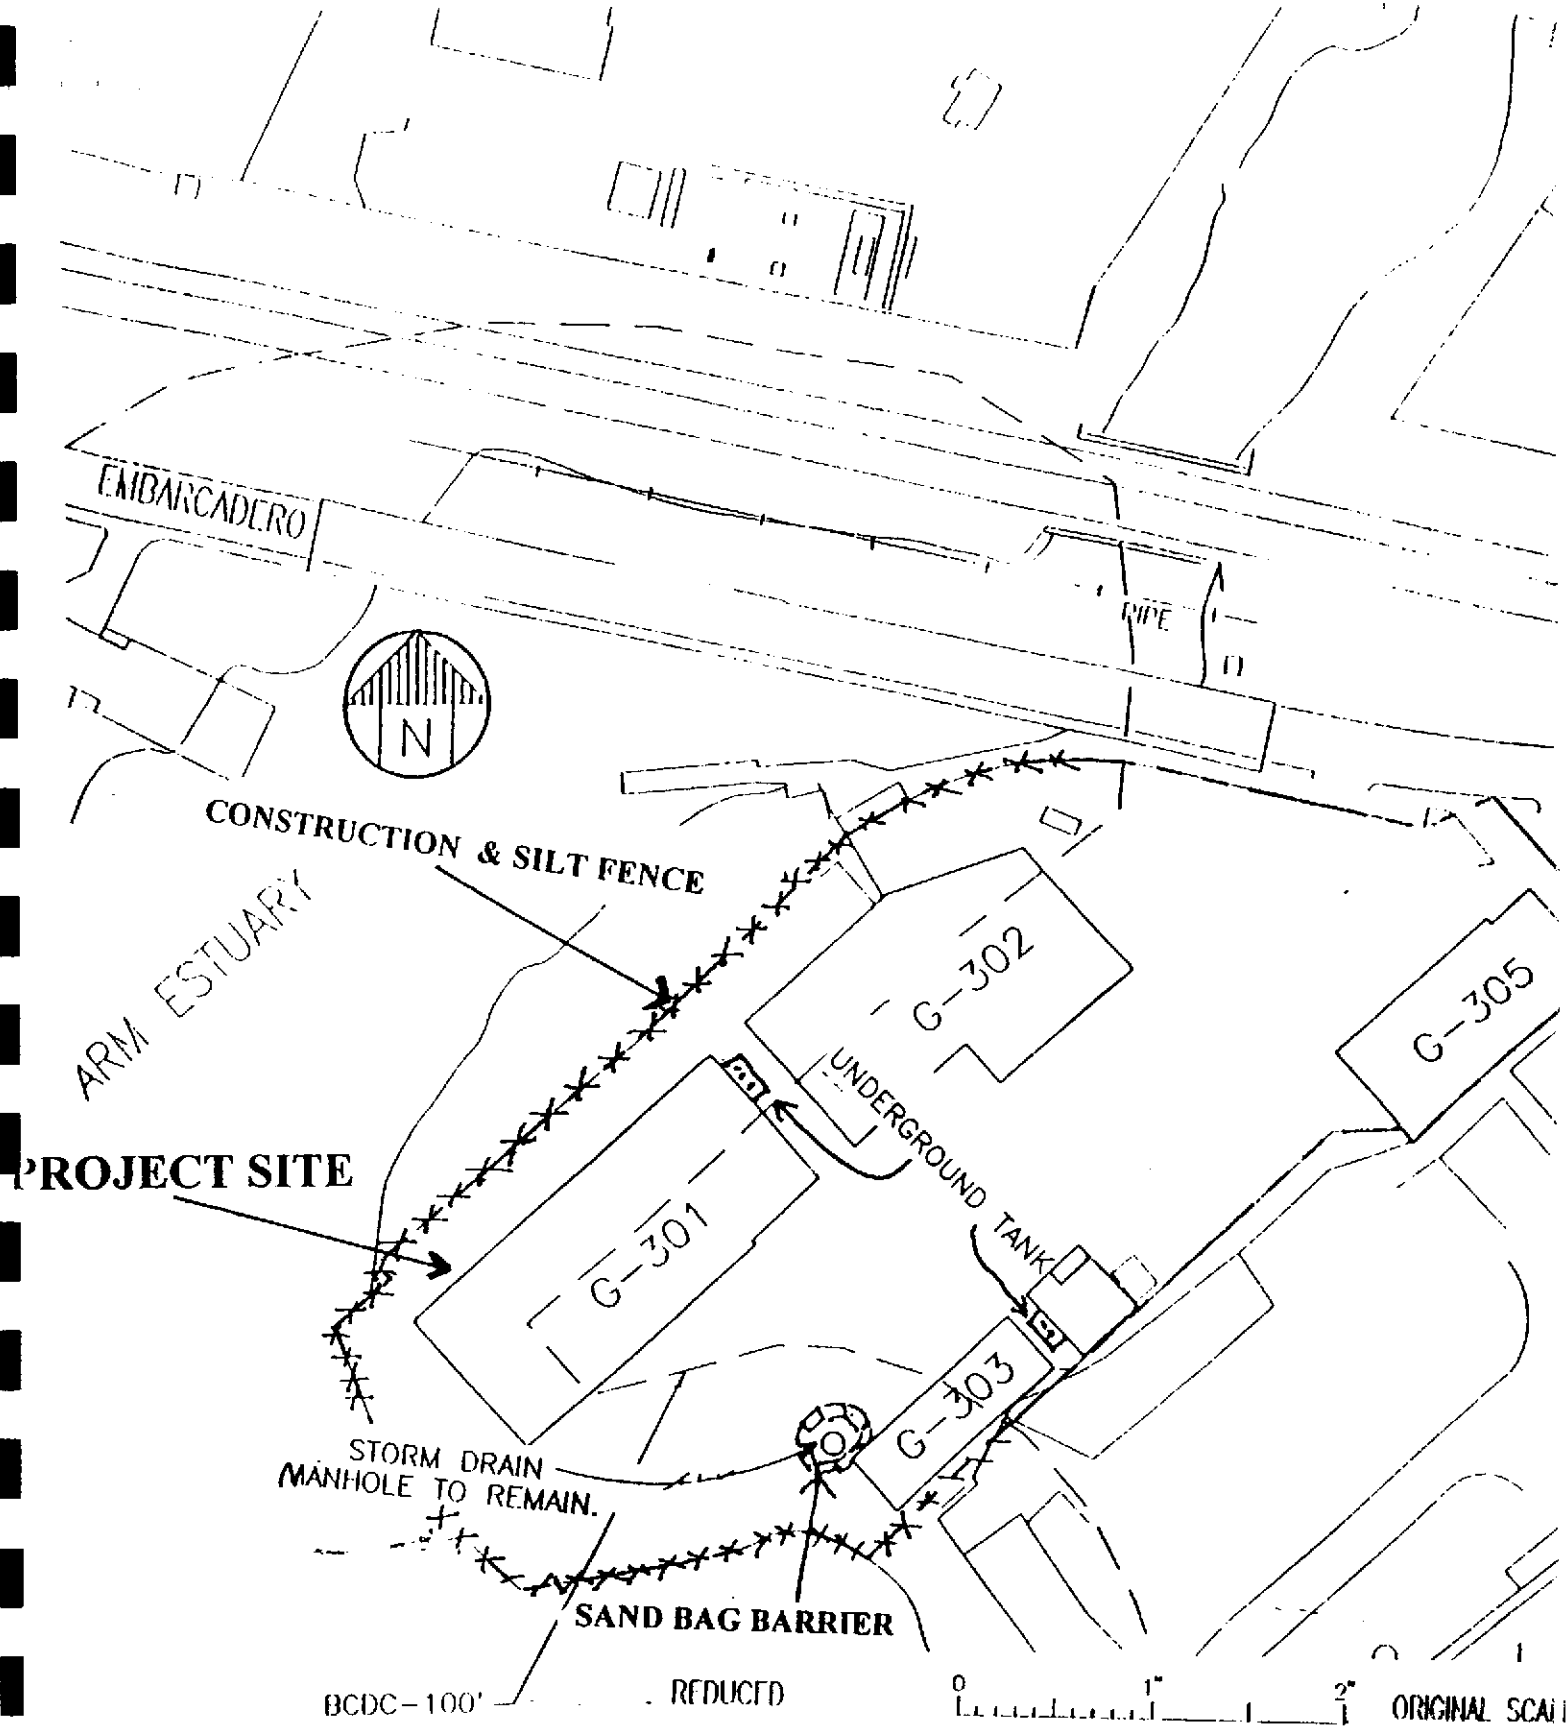 EMBARCADERO
PIPE
N
CONSTRUCTION & SILT FENCE
ARM ESTUARY
G-302
G-305
UNDERGROUND TANK
PROJECT SITE
G-301
G-303
STORM DRAIN
MANHOLE TO REMAIN.
SAND BAG BARRIER
BCDC-100'
REDUCED
0 1" 2"
ORIGINAL